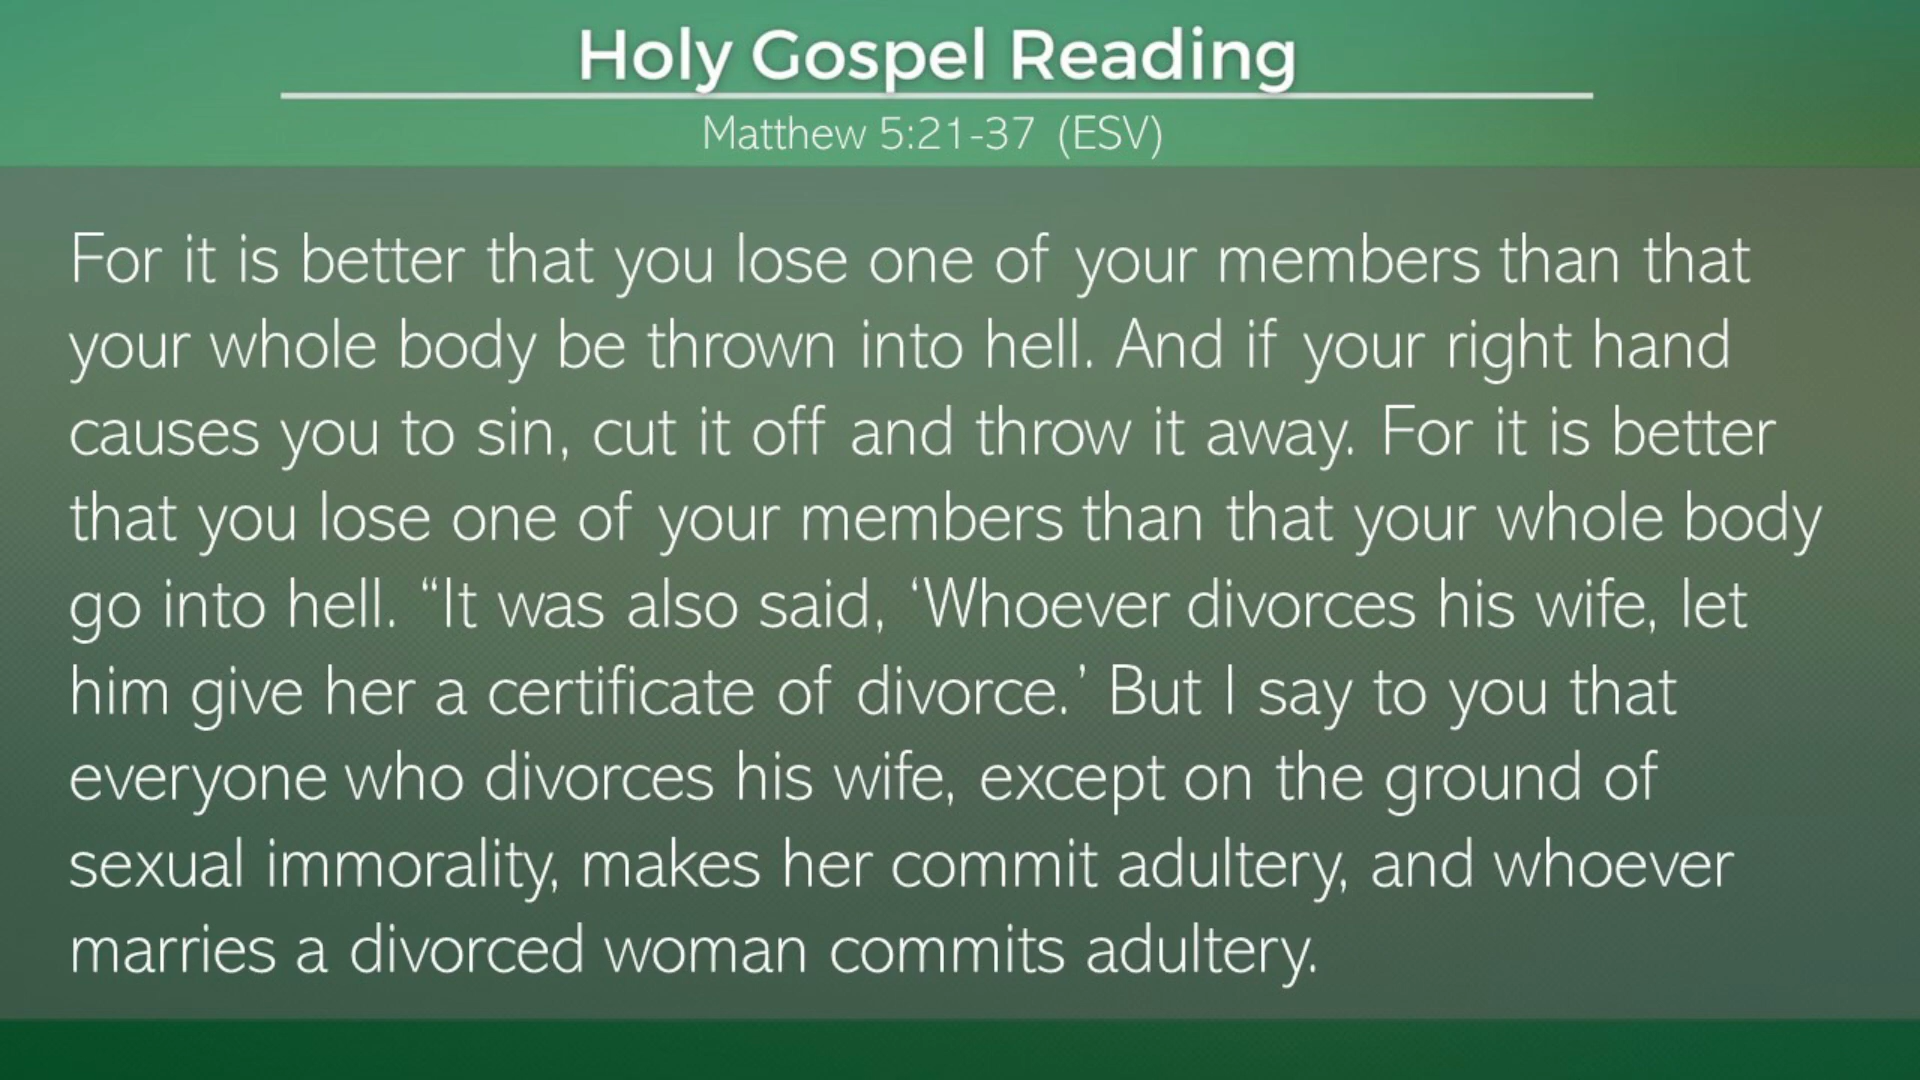 Holy Gospel Reading
Matthew 5:21-37 (ESV)
For it is better that you lose one of your members than that
your whole body be thrown into hell. And if your right hand
causes you to sin, cut it off and throw it away. For it is better
that you lose one of your members than that your whole body
go into hell. “It was also said, ‘Whoever divorces his wife, let
him give her a certificate of divorce.’ But I say to you that
everyone who divorces his wife, except on the ground of
sexual immorality, makes her commit adultery, and whoever
marries a divorced woman commits adultery.